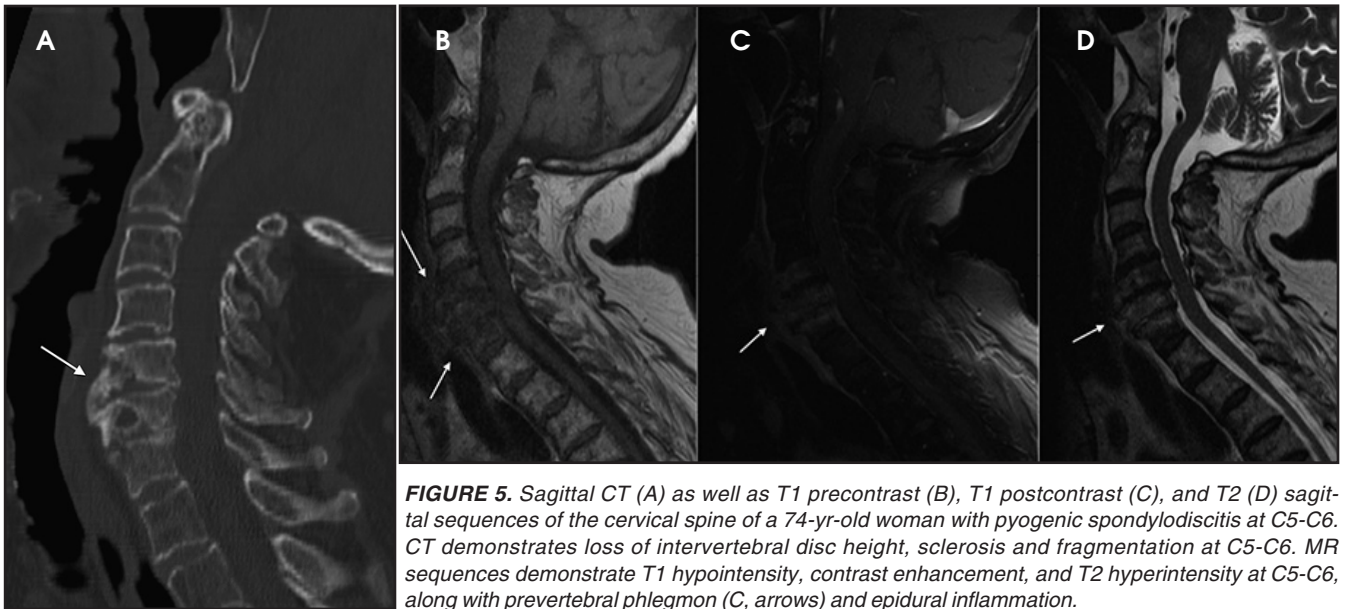 A
B
C
D
FIGURE 5. Sagittal CT (A) as well as T1 precontrast (B), T1 postcontrast (C), and T2 (D) sagit-
tal sequences of the cervical spine of a 74-yr-old woman with pyogenic spondylodiscitis at C5-C6.
CT demonstrates loss of intervertebral disc height, sclerosis and fragmentation at C5-C6. MR
sequences demonstrate T1 hypointensity, contrast enhancement, and T2 hyperintensity at C5-C6,
along with prevertebral phlegmon (C, arrows) and epidural inflammation.